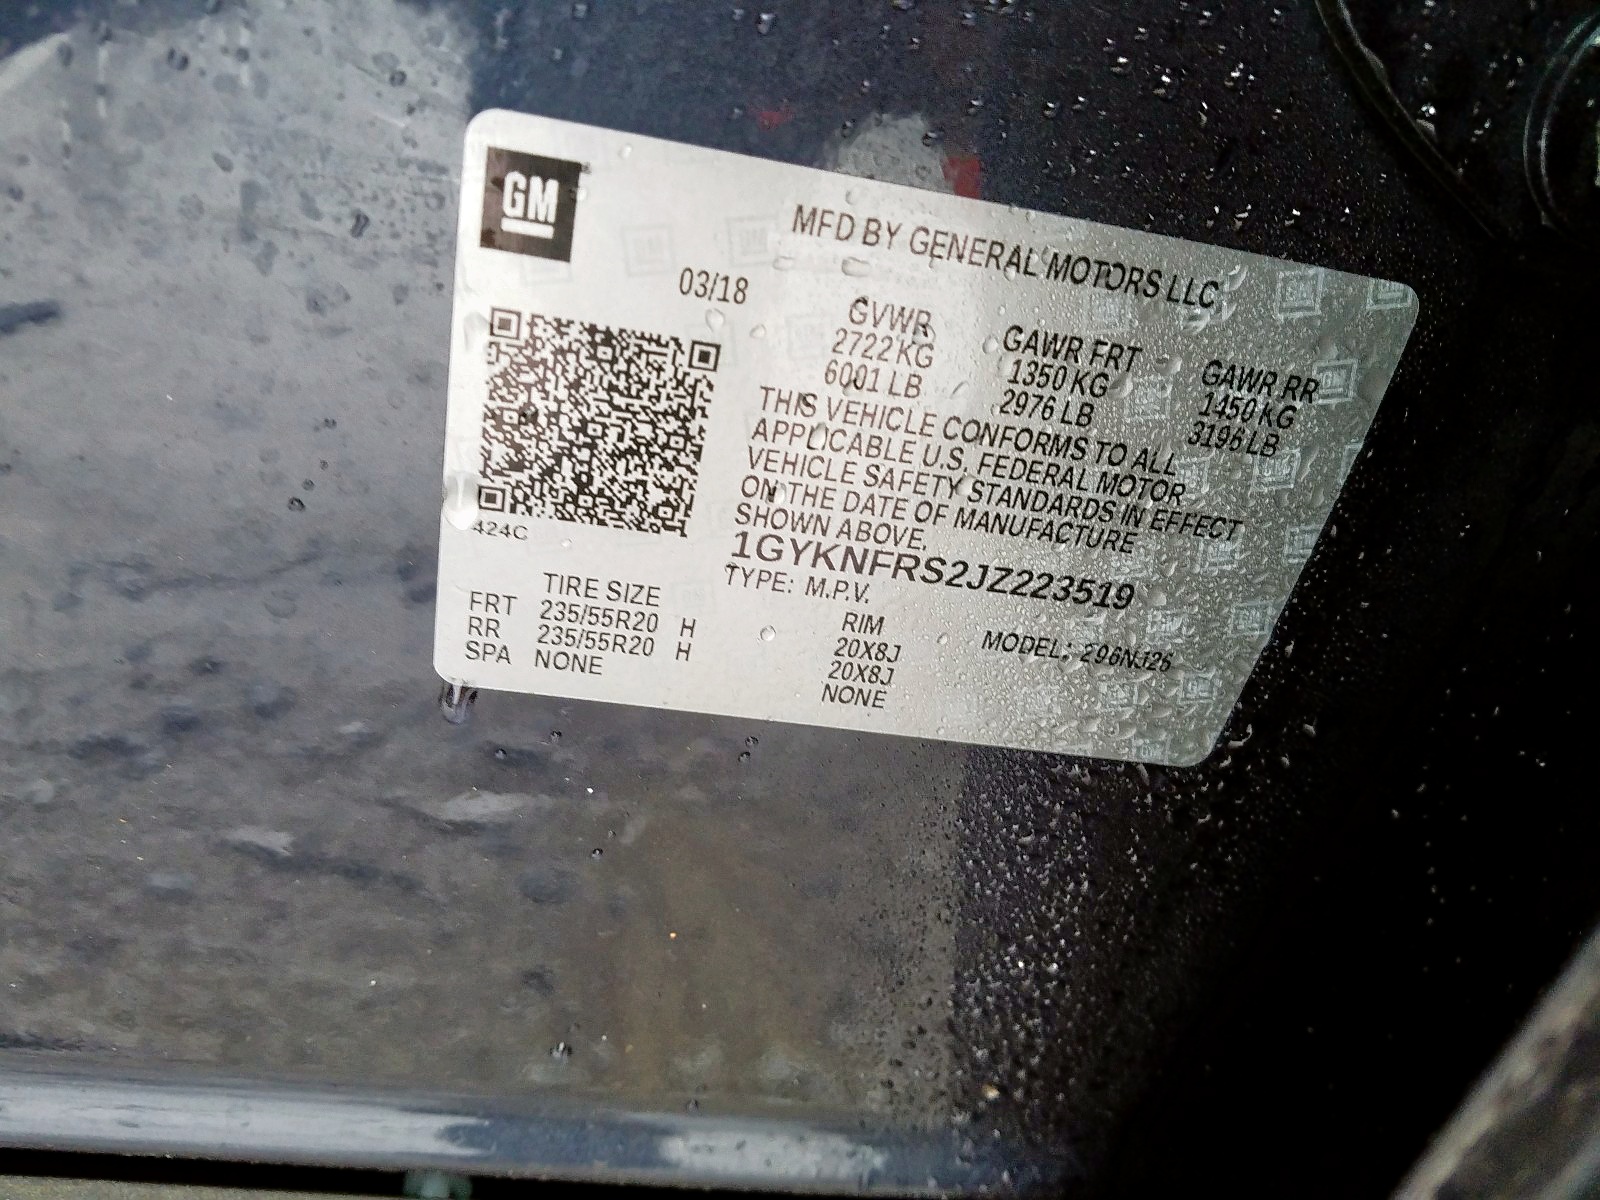 GM
MFD BY GENERAL MOTORS LLC
03/18
GVWR GAWR FRT GAWR RR
2722 KG 1350 KG 1450 KG
6001 LB 2976 LB 3196 LB
THIS VEHICLE CONFORMS TO ALL
APPLICABLE U.S. FEDERAL MOTOR
VEHICLE SAFETY STANDARDS IN EFFECT
ON THE DATE OF MANUFACTURE
SHOWN ABOVE.
424C
1GYKNFRS2JZ223519
TYPE: M.P.V.
TIRE SIZE RIM MODEL: 296NJ26
FRT 235/55R20 H 20X8J
RR 235/55R20 H 20X8J
SPA NONE NONE